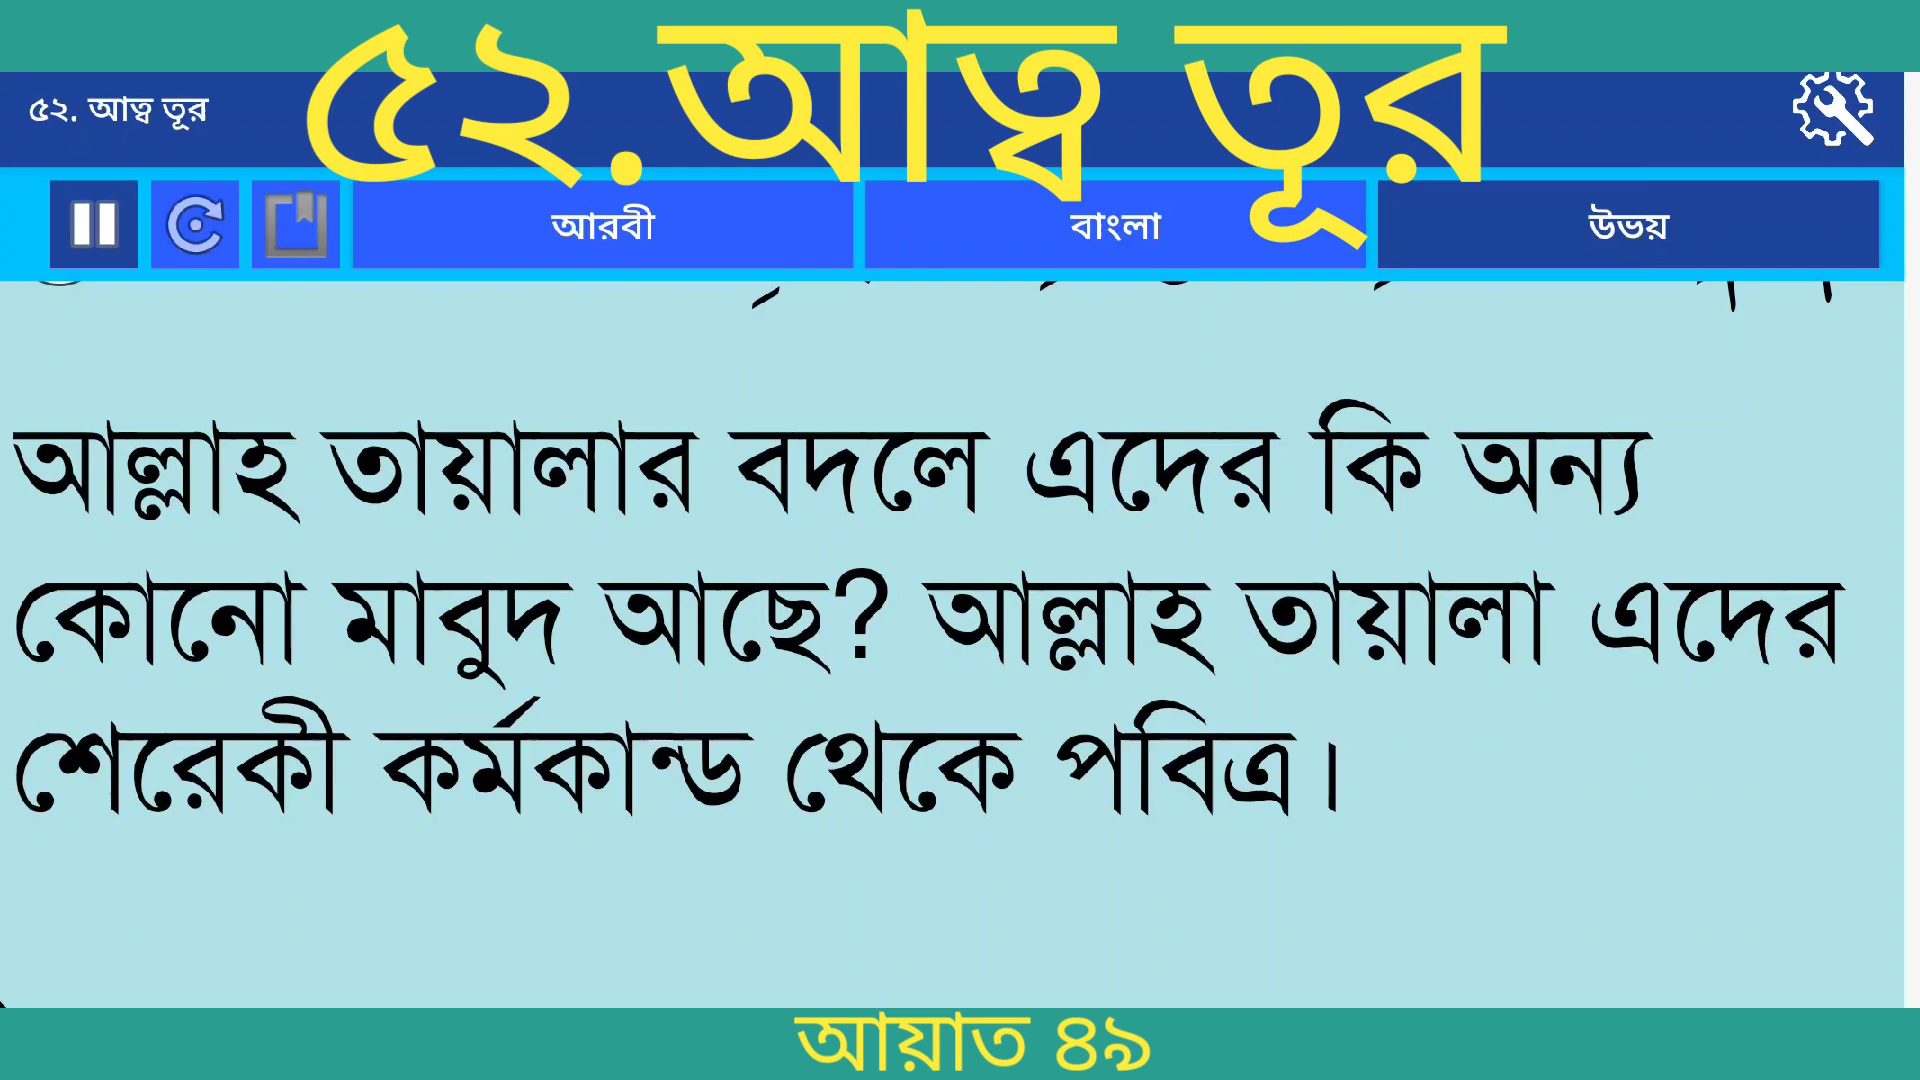 ৫২.আত্ব তূর
৫২. আত্ব তূর
আরবী
বাংলা
উভয়
আল্লাহ তায়ালার বদলে এদের কি অন্য
কোনো মাবুদ আছে? আল্লাহ তায়ালা এদের
শেরেকী কর্মকান্ড থেকে পবিত্র।
আয়াত ৪৯